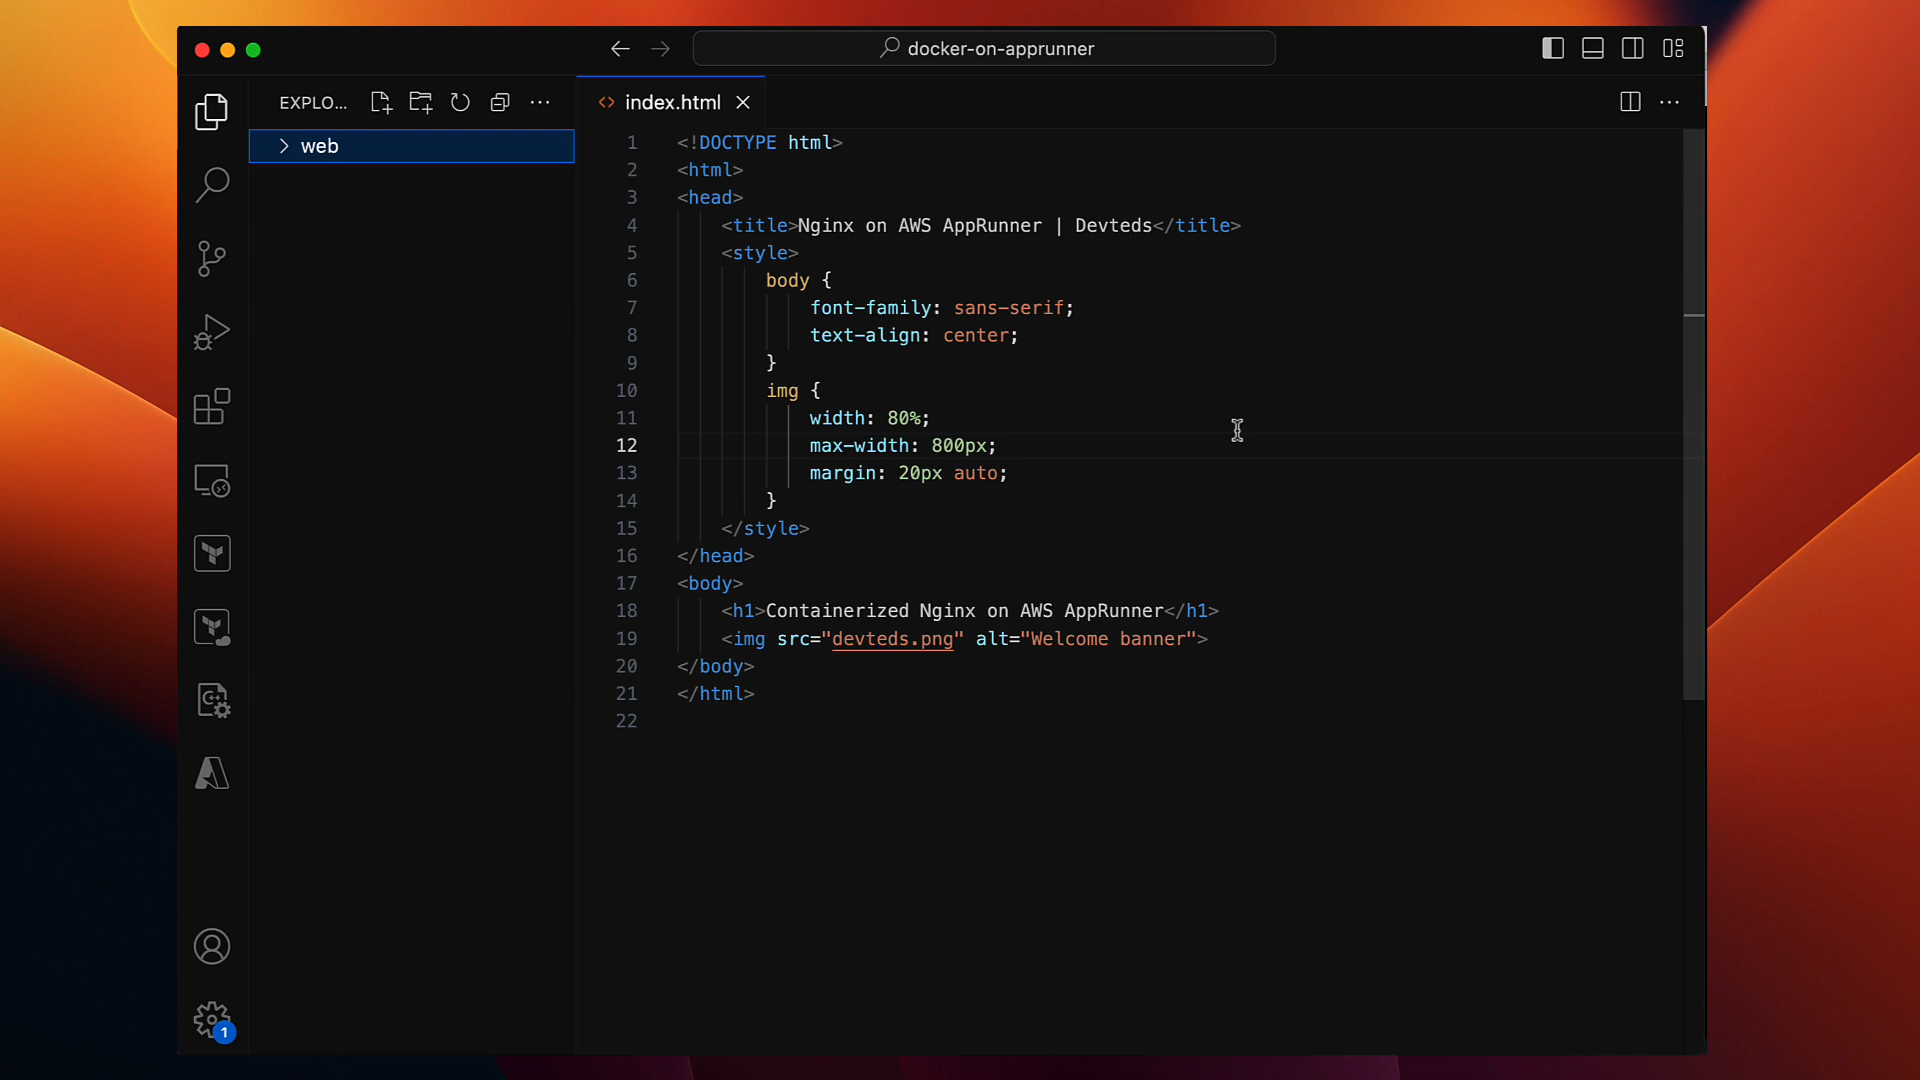 docker-on-apprunner
EXPLO...
index.html
web
1 <!DOCTYPE html>
2 <html>
3 <head>
4 <title>Nginx on AWS AppRunner | Devteds</title>
5 <style>
6 body {
7 font-family: sans-serif;
8 text-align: center;
9 }
10 img {
11 width: 80%;
12 max-width: 800px;
13 margin: 20px auto;
14 }
15 </style>
16 </head>
17 <body>
18 <h1>Containerized Nginx on AWS AppRunner</h1>
19 <img src="devteds.png" alt="Welcome banner">
20 </body>
21 </html>
22
C++
1